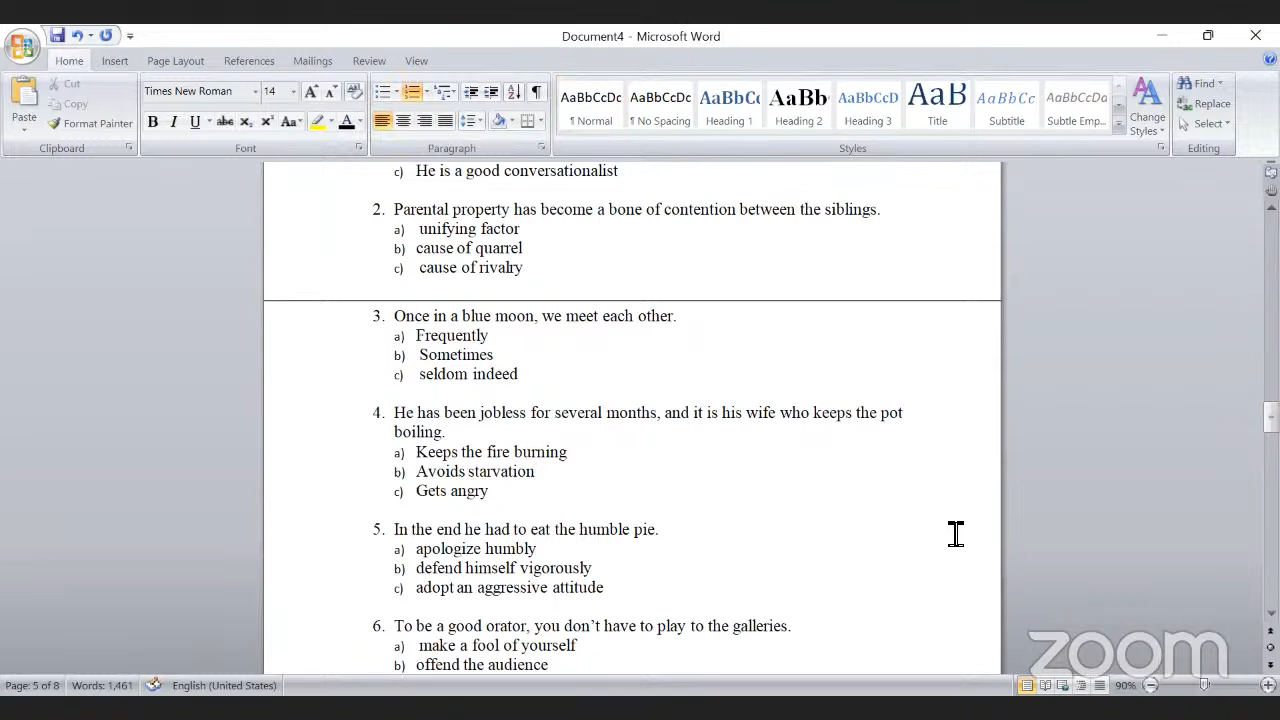 Document4 - Microsoft Word
Home Insert Page Layout References Mailings Review View
Cut
Copy
Format Painter
Paste
Times New Roman 14
AaBbCcDc AaBbCcDc AaBbCc AaBbC AaBbCcD AaB AaBbCc AaBbCcDa
¶ Normal ¶ No Spacing Heading 1 Heading 2 Heading 3 Title Subtitle Subtle Emp...
Change Styles
Find
Replace
Select
Clipboard Font Paragraph Styles Editing
c) He is a good conversationalist
2. Parental property has become a bone of contention between the siblings.
a) unifying factor
b) cause of quarrel
c) cause of rivalry
3. Once in a blue moon, we meet each other.
a) Frequently
b) Sometimes
c) seldom indeed
4. He has been jobless for several months, and it is his wife who keeps the pot
boiling.
a) Keeps the fire burning
b) Avoids starvation
c) Gets angry
5. In the end he had to eat the humble pie.
a) apologize humbly
b) defend himself vigorously
c) adopt an aggressive attitude
6. To be a good orator, you don’t have to play to the galleries.
a) make a fool of yourself
b) offend the audience
zoom
Page: 5 of 8 Words: 1,461 English (United States) 90%